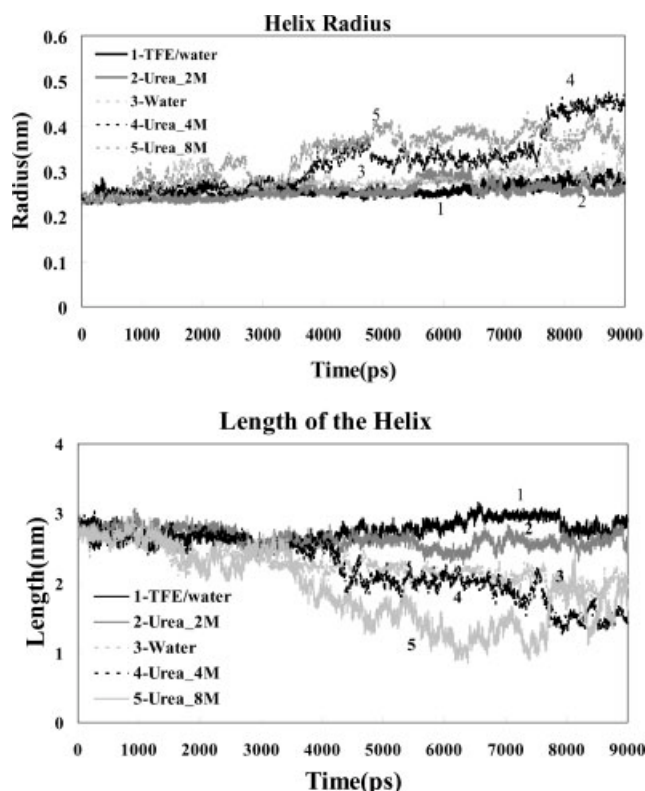 Helix Radius
0.6
0.5
0.4
0.3
0.2
0.1
0
Radius(nm)
1-TFE/water
2-Urea_2M
3-Water
4-Urea_4M
5-Urea_8M
4
5
3
1
2
0 1000 2000 3000 4000 5000 6000 7000 8000 9000
Time(ps)
Length of the Helix
4
3
2
1
0
Length(nm)
1
2
3
4
5
1-TFE/water
2-Urea_2M
3-Water
4-Urea_4M
5-Urea_8M
0 1000 2000 3000 4000 5000 6000 7000 8000 9000
Time(ps)